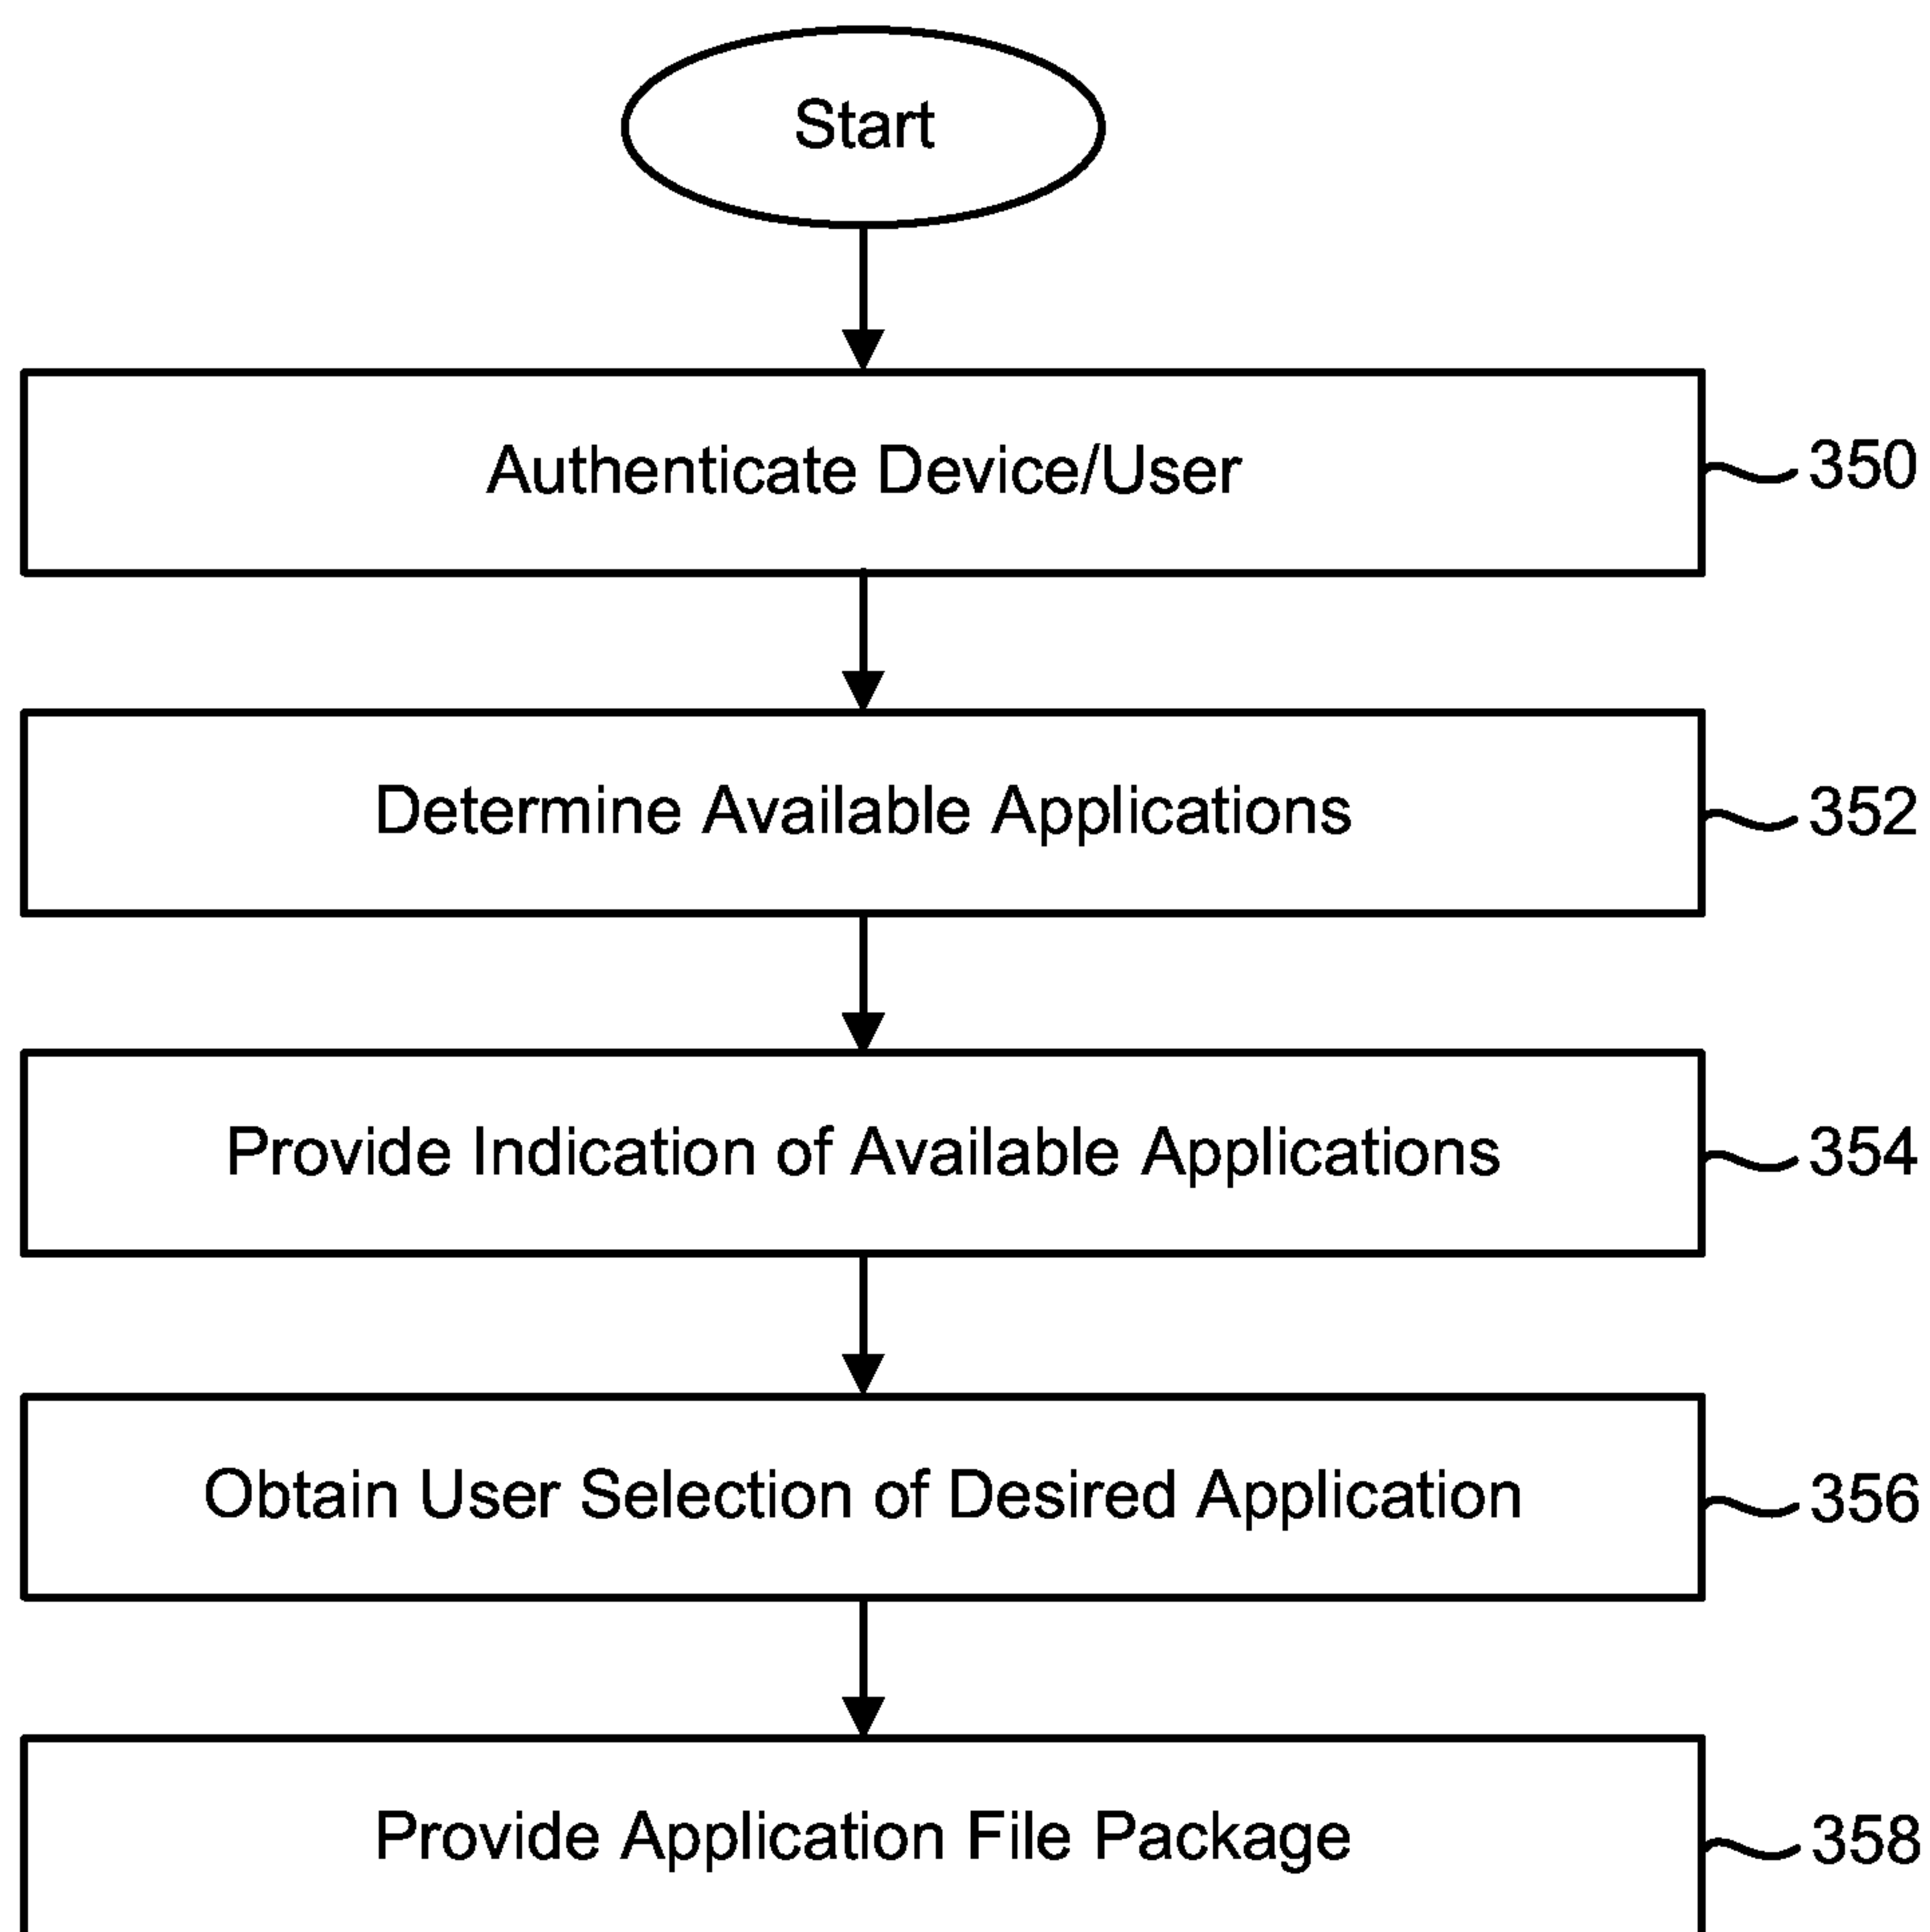 Start
Authenticate Device/User
350
Determine Available Applications
352
Provide Indication of Available Applications
354
Obtain User Selection of Desired Application
356
Provide Application File Package
358